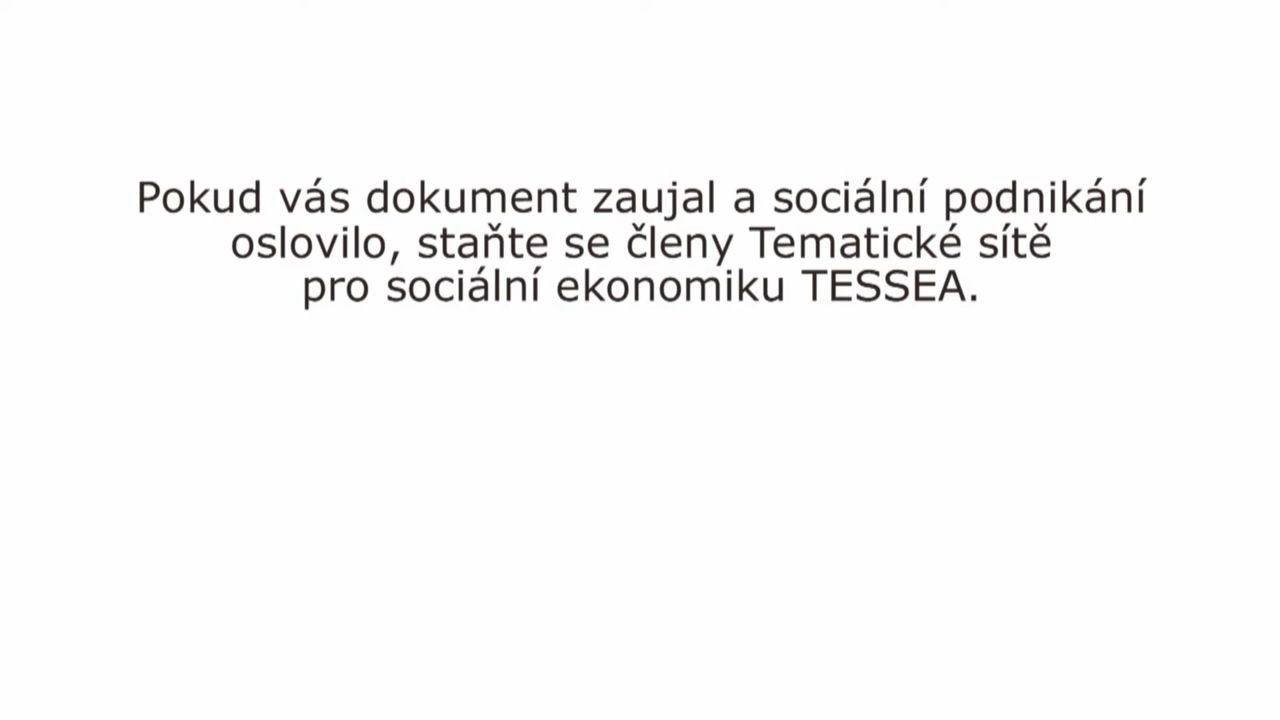 Pokud vás dokument zaujal a sociální podnikání
oslovilo, staňte se členy Tematické sítě
pro sociální ekonomiku TESSEA.